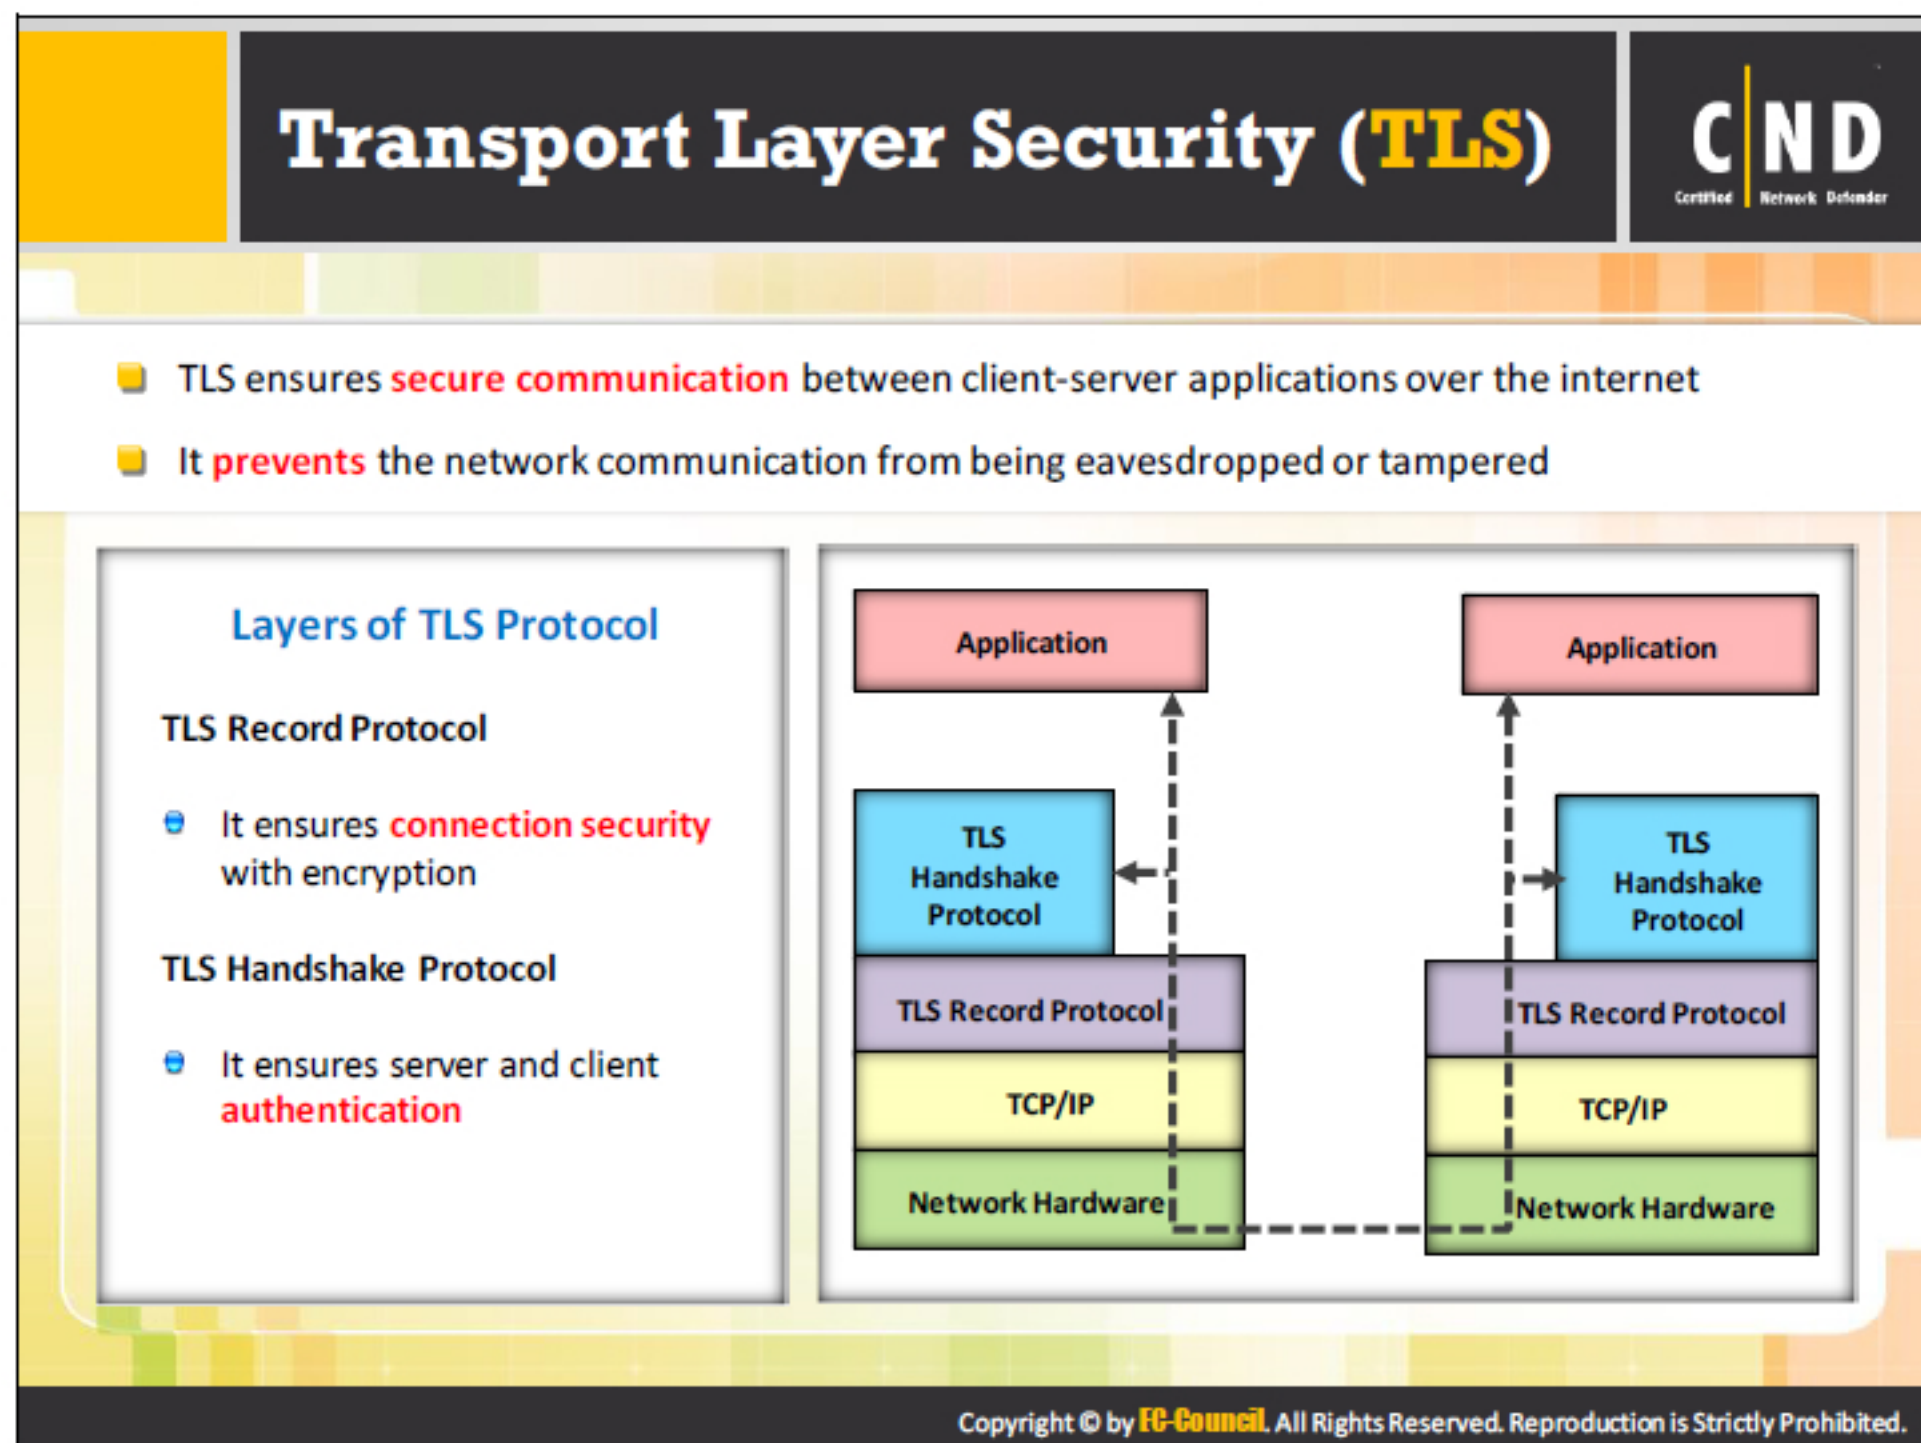 Transport Layer Security (TLS)
C|ND
Certified Network Defender
TLS ensures secure communication between client-server applications over the internet
It prevents the network communication from being eavesdropped or tampered
Layers of TLS Protocol
TLS Record Protocol
It ensures connection security
with encryption
TLS Handshake Protocol
It ensures server and client
authentication
Application
TLS
Handshake
Protocol
TLS Record Protocol
TCP/IP
Network Hardware
Application
TLS
Handshake
Protocol
TLS Record Protocol
TCP/IP
Network Hardware
Copyright © by EC-Council. All Rights Reserved. Reproduction is Strictly Prohibited.